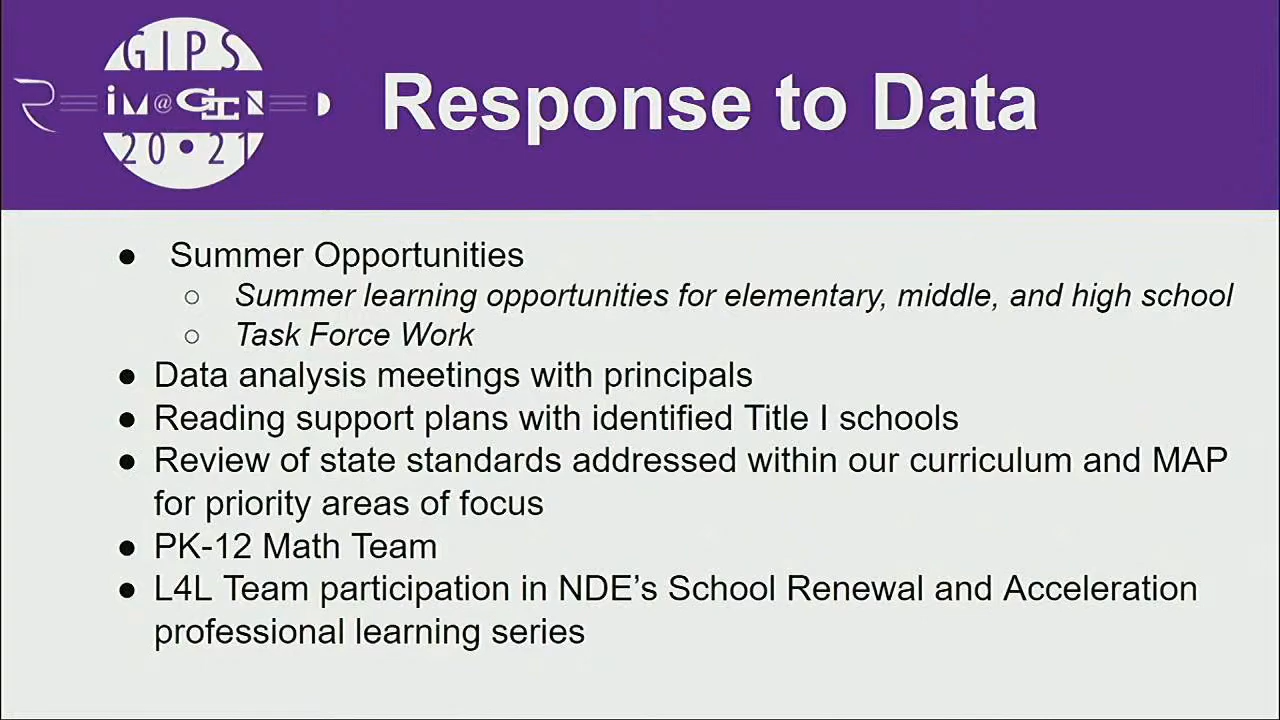 GIPS
Response to Data
20•21
● Summer Opportunities
○ Summer learning opportunities for elementary, middle, and high school
○ Task Force Work
● Data analysis meetings with principals
● Reading support plans with identified Title I schools
● Review of state standards addressed within our curriculum and MAP
for priority areas of focus
● PK-12 Math Team
● L4L Team participation in NDE’s School Renewal and Acceleration
professional learning series